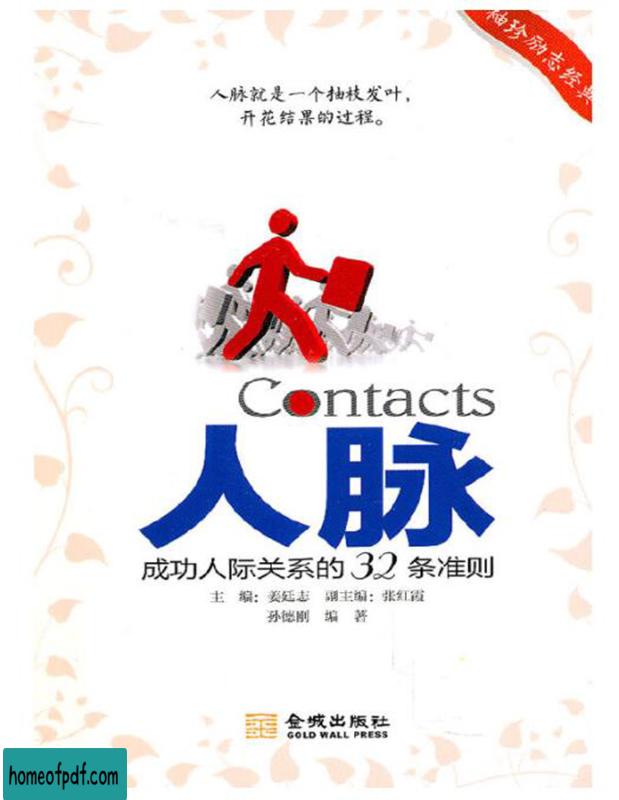 袖珍励志经典
人脉就是一个抽枝发叶，
开花结果的过程。
Contacts
人脉
成功人际关系的32条准则
主 编：姜廷志 副主编：张红霞
孙德刚 编 著
金城出版社
GOLD WALL PRESS
homeofpdf.com